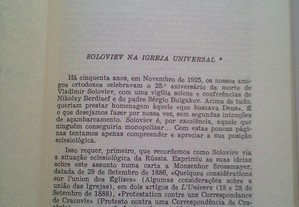 SOLOVIEV NA IGREJA UNIVERSAL *
Há cinquenta anos, em Novembro de 1925, os nossos ami-
gos ortodoxos celebravam o 25.º aniversário da morte de
Vladimir Soloviev, com uma vigília solene e conferências de
Nikolay Berdiaef e do padre Sérgio Bulgakov. Acima de tudo,
queriam prestar homenagem àquele «que buscava Deus». E
o que desejamos fazer por nossa vez, sem segundas intenções
de açambarcamento. Soloviev é, por excelência, aquele que
ninguém conseguiria monopolizar. Com estas poucas pági-
nas tentamos apenas compreender e apreciar a sua posição
eclesiológica.
Isso requer, primeiro, que recordemos como Soloviev via
a situação eclesiológica da Rússia. Exprimiu as suas ideias
sobre este assunto numa carta a Monsenhor Strossmayer,
datada de 29 de Setembro de 1886, «Quelques considérations
sur l'union des Églises» (Algumas considerações sobre a
união das Igrejas), em dois artigos de L'Univers (15 e 18 de
Setembro de 1888), «Protestation contre une Correspondance
de Cracovie» (Protesto contra uma Correspondência